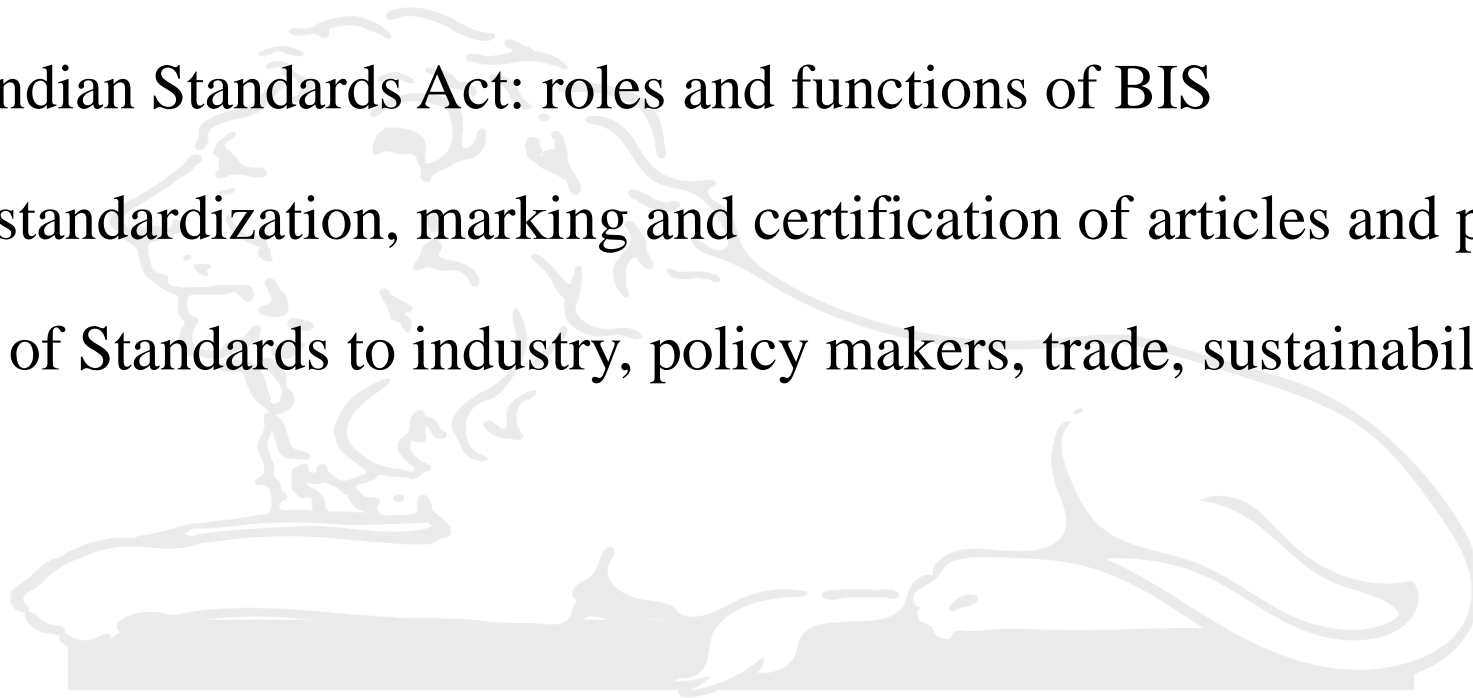 ndian Standards Act: roles and functions of BIS
standardization, marking and certification of articles and p
of Standards to industry, policy makers, trade, sustainabil